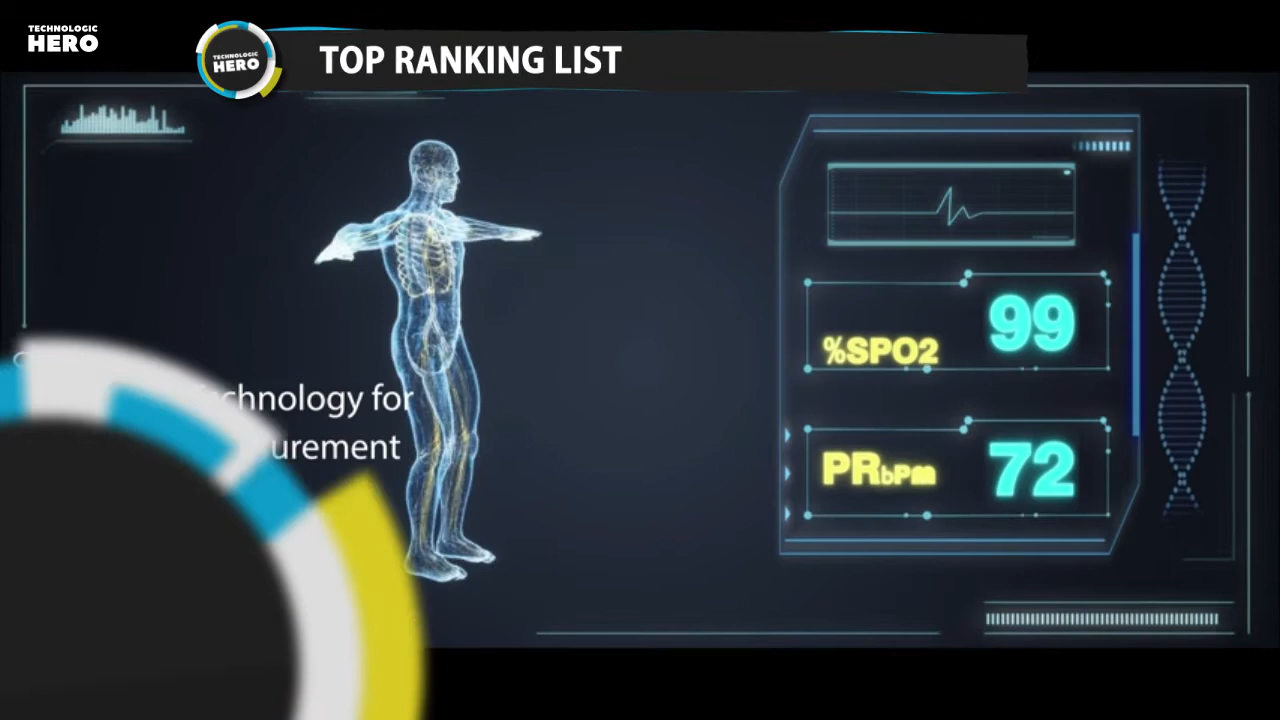 TECHNOLOGIC
HERO
TECHNOLOGIC
HERO
TOP RANKING LIST
%SPO2
99
chnology for
urement
PRbPm
72